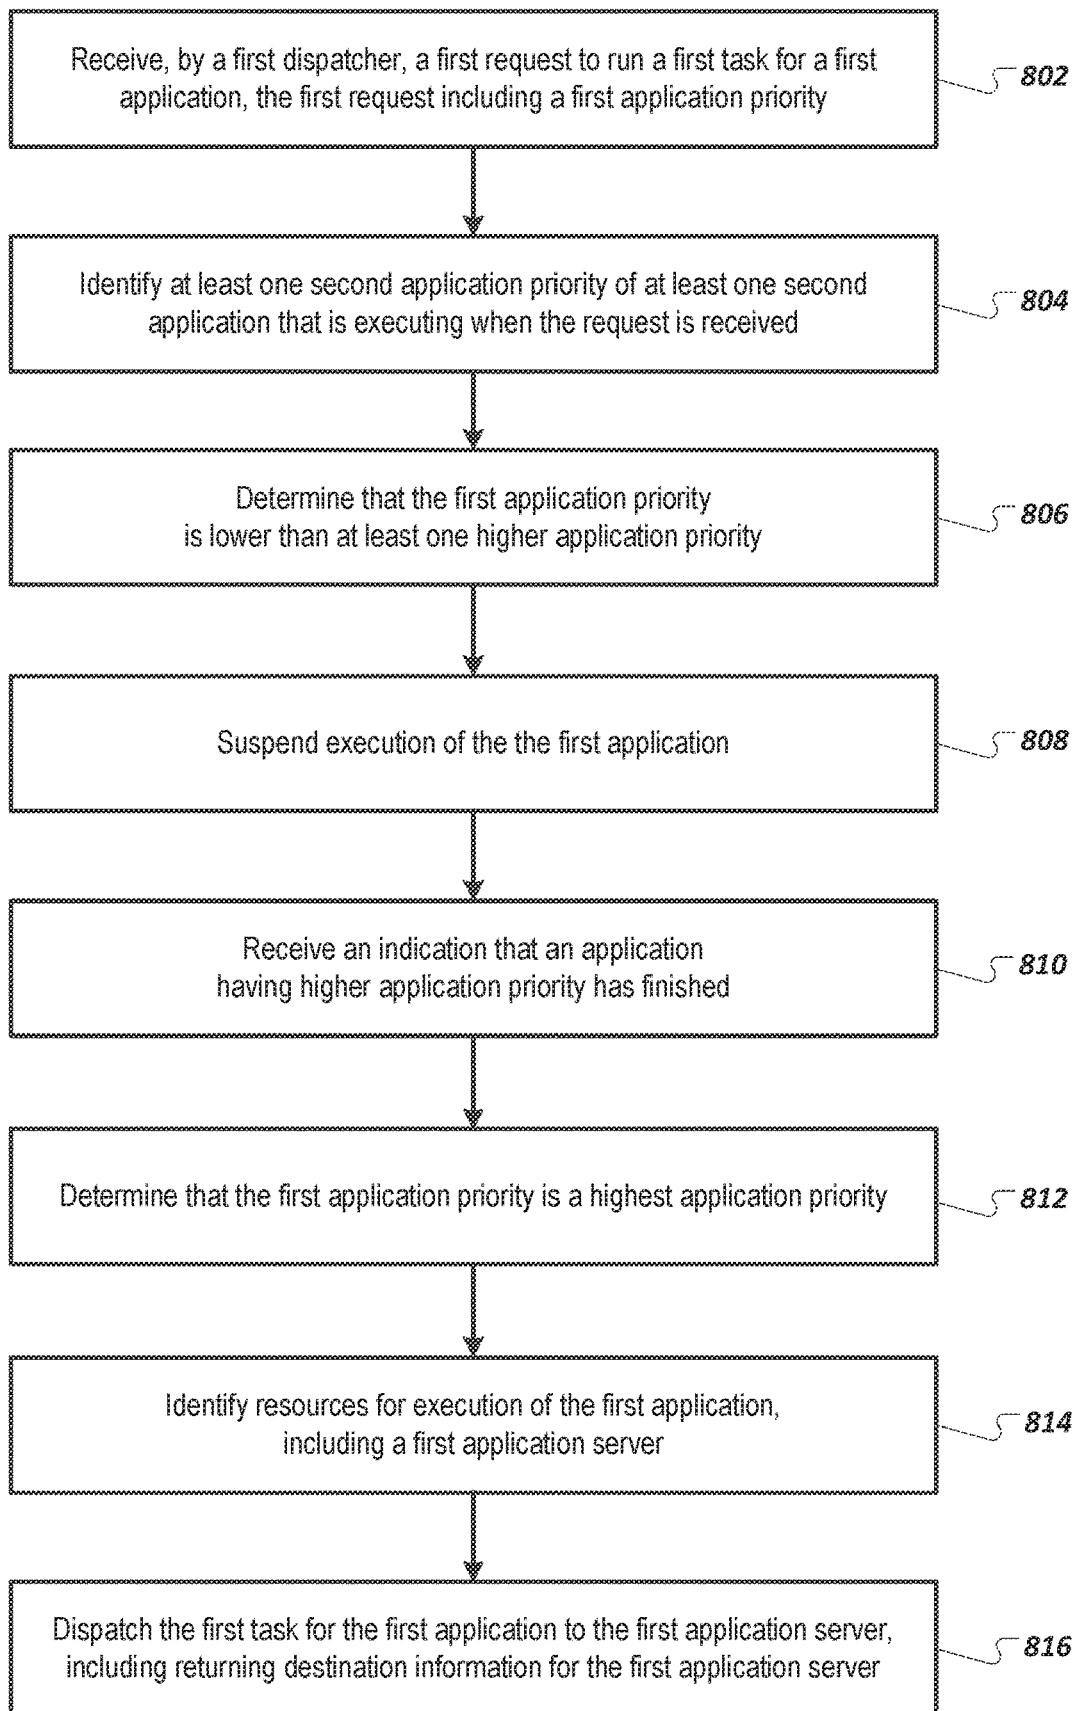 Receive, by a first dispatcher, a first request to run a first task for a first
application, the first request including a first application priority
802
Identify at least one second application priority of at least one second
application that is executing when the request is received
804
Determine that the first application priority
is lower than at least one higher application priority
806
Suspend execution of the the first application
808
Receive an indication that an application
having higher application priority has finished
810
Determine that the first application priority is a highest application priority
812
Identify resources for execution of the first application,
including a first application server
814
Dispatch the first task for the first application to the first application server,
including returning destination information for the first application server
816